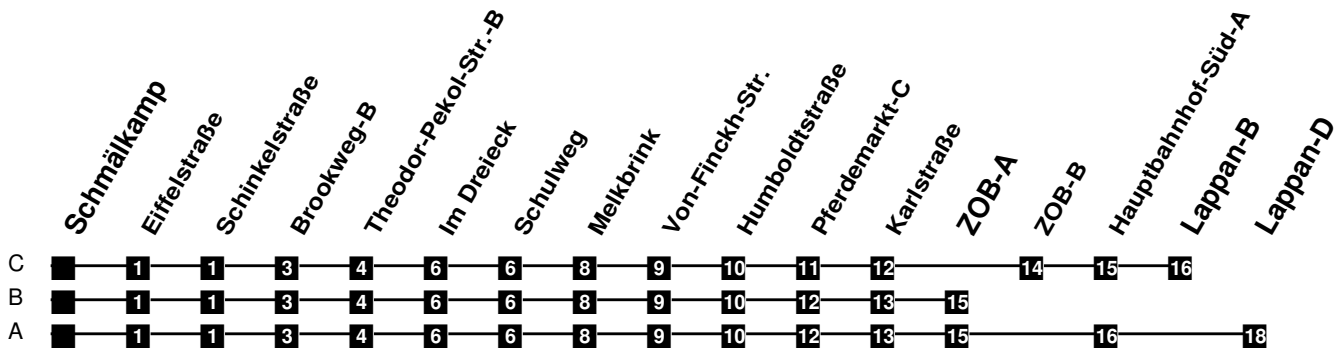 Schmälkamp
Eiffelstraße
Schinkelstraße
Brookweg-B
Theodor-Pekol-Str.-B
Im Dreieck
Schulweg
Melkbrink
Von-Finckh-Str.
Humboldtstraße
Pferdemarkt-C
Karlstraße
ZOB-A
ZOB-B
Hauptbahnhof-Süd-A
Lappan-B
Lappan-D
C 1 1 3 4 6 6 8 9 10 11 12 14 15 16
B 1 1 3 4 6 6 8 9 10 12 13 15
A 1 1 3 4 6 6 8 9 10 12 13 15 16 18